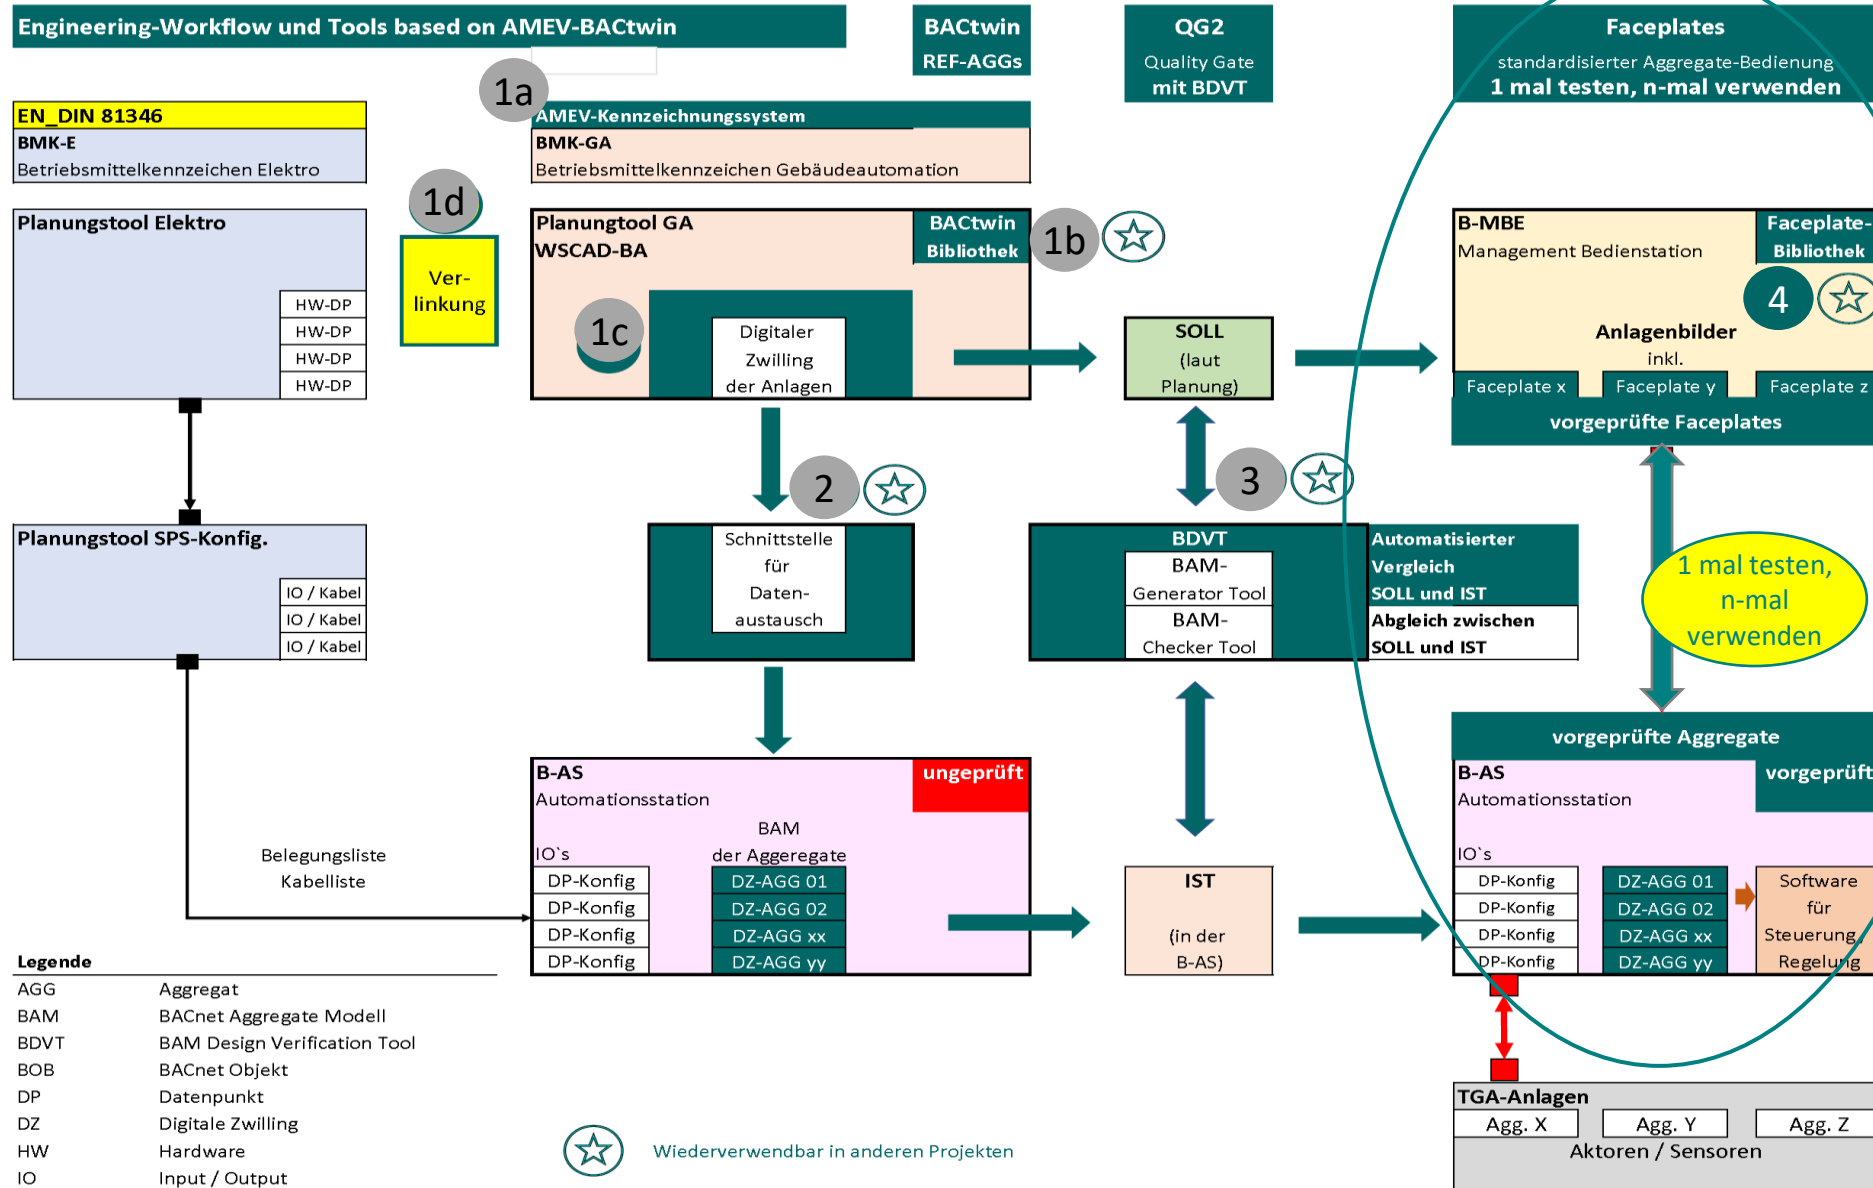 Engineering-Workflow und Tools based on AMEV-BACtwin
BACtwin
REF-AGGs
QG2
Quality Gate
mit BDVT
Faceplates
standardisierter Aggregate-Bedienung
1 mal testen, n-mal verwenden
1a
EN_DIN 81346
BMK-E
Betriebsmittelkennzeichen Elektro
AMEV-Kennzeichnungssystem
BMK-GA
Betriebsmittelkennzeichen Gebäudeautomation
1d
Ver-
linkung
Planungstool Elektro
HW-DP
HW-DP
HW-DP
HW-DP
Planungtool GA
WSCAD-BA
BACtwin
Bibliothek
1b
1c
Digitaler
Zwilling
der Anlagen
SOLL
(laut
Planung)
B-MBE
Management Bedienstation
Faceplate-
Bibliothek
4
Anlagenbilder
inkl.
Faceplate x
Faceplate y
Faceplate z
vorgeprüfte Faceplates
2
3
Planungstool SPS-Konfig.
IO / Kabel
IO / Kabel
IO / Kabel
Schnittstelle
für
Daten-
austausch
BDVT
BAM-
Generator Tool
BAM-
Checker Tool
Automatisierter
Vergleich
SOLL und IST
Abgleich zwischen
SOLL und IST
1 mal testen,
n-mal
verwenden
Belegungsliste
Kabelliste
B-AS
Automationsstation
ungeprüft
BAM
der Aggeregate
IO`s
DP-Konfig
DP-Konfig
DP-Konfig
DP-Konfig
DZ-AGG 01
DZ-AGG 02
DZ-AGG xx
DZ-AGG yy
IST
(in der
B-AS)
vorgeprüfte Aggregate
B-AS
Automationsstation
vorgeprüft
IO`s
DP-Konfig
DP-Konfig
DP-Konfig
DP-Konfig
DZ-AGG 01
DZ-AGG 02
DZ-AGG xx
DZ-AGG yy
Software
für
Steuerung,
Regelung
TGA-Anlagen
Agg. X
Agg. Y
Agg. Z
Aktoren / Sensoren
Legende
AGG Aggregat
BAM BACnet Aggregate Modell
BDVT BAM Design Verification Tool
BOB BACnet Objekt
DP Datenpunkt
DZ Digitale Zwilling
HW Hardware
IO Input / Output
Wiederverwendbar in anderen Projekten